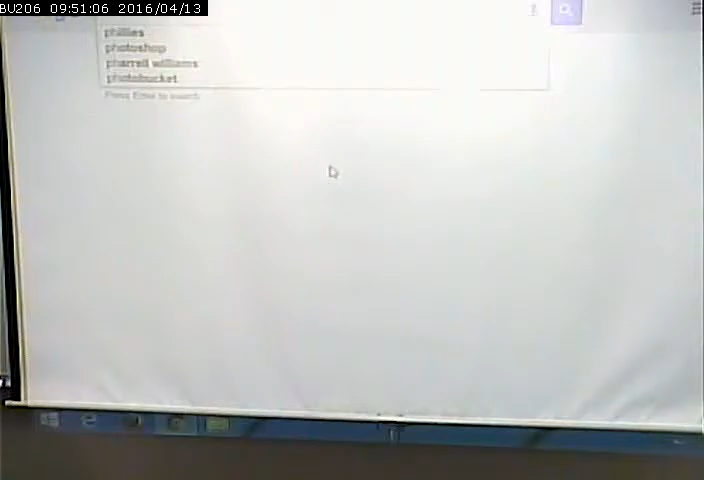 BU206 09:51:06 2016/04/13
phillies
photoshop
pharrell williams
photobucket
Press Enter to search.